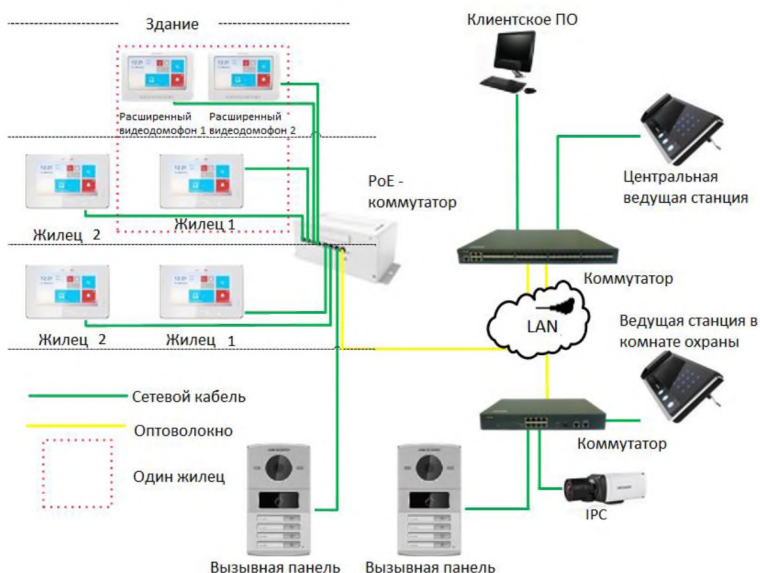 Здание
Клиентское ПО
Расширенный
видеодомофон 1
Расширенный
видеодомофон 2
Центральная
ведущая станция
PoE -
коммутатор
Жилец 1
Жилец 2
Коммутатор
LAN
Ведущая станция в
комнате охраны
Жилец 2
Жилец 1
Сетевой кабель
Оптоволокно
Коммутатор
Один жилец
IPC
Вызывная панель
Вызывная панель